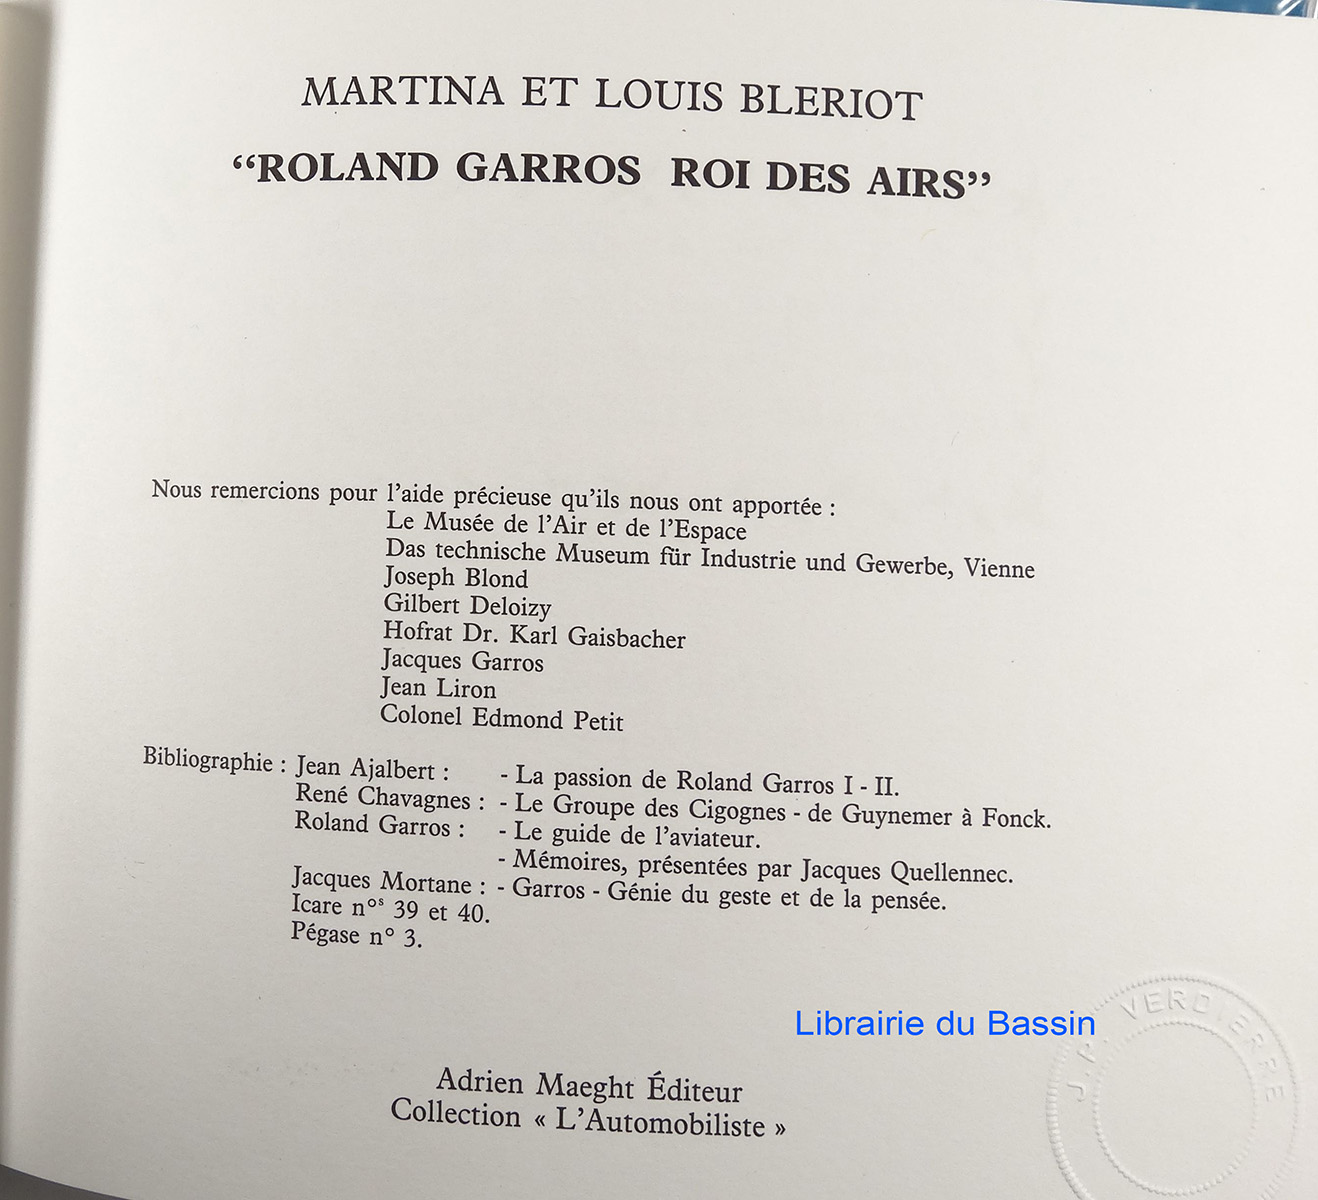 MARTINA ET LOUIS BLERIOT
“ROLAND GARROS ROI DES AIRS”
Nous remercions pour l’aide précieuse qu’ils nous ont apportée :
Le Musée de l’Air et de l’Espace
Das technische Museum für Industrie und Gewerbe, Vienne
Joseph Blond
Gilbert Deloizy
Hofrat Dr. Karl Gaisbacher
Jacques Garros
Jean Liron
Colonel Edmond Petit
Bibliographie : Jean Ajalbert : - La passion de Roland Garros I - II.
René Chavagnes : - Le Groupe des Cigognes - de Guynemer à Fonck.
Roland Garros : - Le guide de l’aviateur.
- Mémoires, présentées par Jacques Quellennec.
Jacques Mortane : - Garros - Génie du geste et de la pensée.
Icare nᵒˢ 39 et 40.
Pégase n° 3.
Librairie du Bassin
J.P. VERDIERRE
Adrien Maeght Éditeur
Collection « L’Automobiliste »